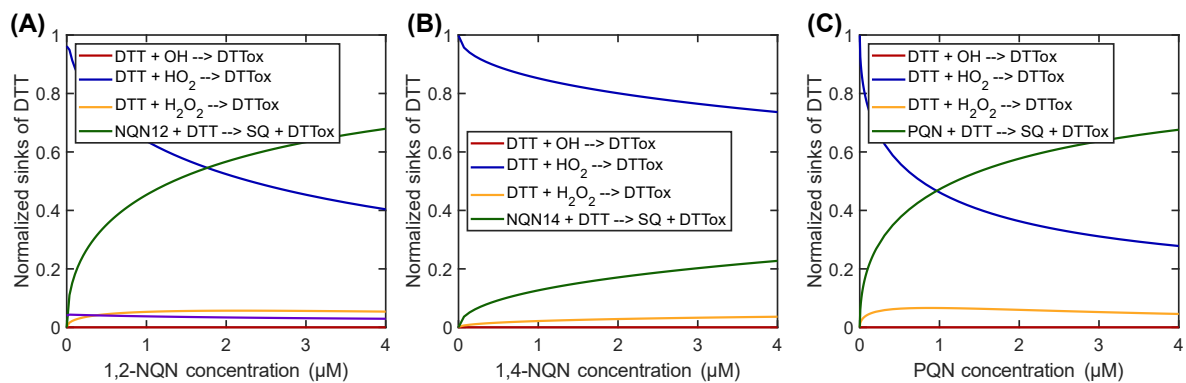 (A)
Normalized sinks of DTT
1
0.8
0.6
0.4
0.2
0
DTT + OH --> DTTox
DTT + HO₂ --> DTTox
DTT + H₂O₂ --> DTTox
NQN12 + DTT --> SQ + DTTox
0 1 2 3 4
1,2-NQN concentration (µM)
(B)
Normalized sinks of DTT
1
0.8
0.6
0.4
0.2
0
DTT + OH --> DTTox
DTT + HO₂ --> DTTox
DTT + H₂O₂ --> DTTox
NQN14 + DTT --> SQ + DTTox
0 1 2 3 4
1,4-NQN concentration (µM)
(C)
Normalized sinks of DTT
1
0.8
0.6
0.4
0.2
0
DTT + OH --> DTTox
DTT + HO₂ --> DTTox
DTT + H₂O₂ --> DTTox
PQN + DTT --> SQ + DTTox
0 1 2 3 4
PQN concentration (µM)